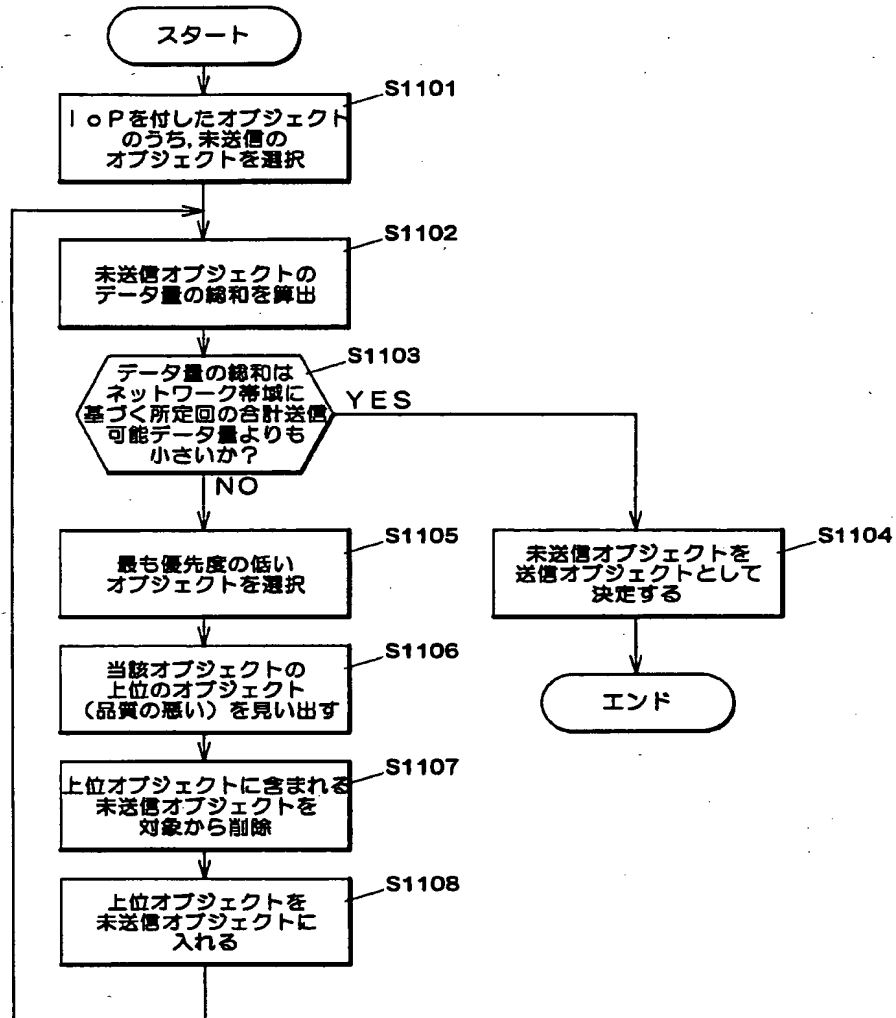 スタート
S1101
IoPを付したオブジェクト
のうち,未送信の
オブジェクトを選択
S1102
未送信オブジェクトの
データ量の総和を算出
S1103
データ量の総和は
ネットワーク帯域に
基づく所定回の合計送信
可能データ量よりも
小さいか?
YES
NO
S1105
最も優先度の低い
オブジェクトを選択
S1104
未送信オブジェクトを
送信オブジェクトとして
決定する
S1106
当該オブジェクトの
上位のオブジェクト
(品質の悪い)を見い出す
エンド
S1107
上位オブジェクトに含まれる
未送信オブジェクトを
対象から削除
S1108
上位オブジェクトを
未送信オブジェクトに
入れる